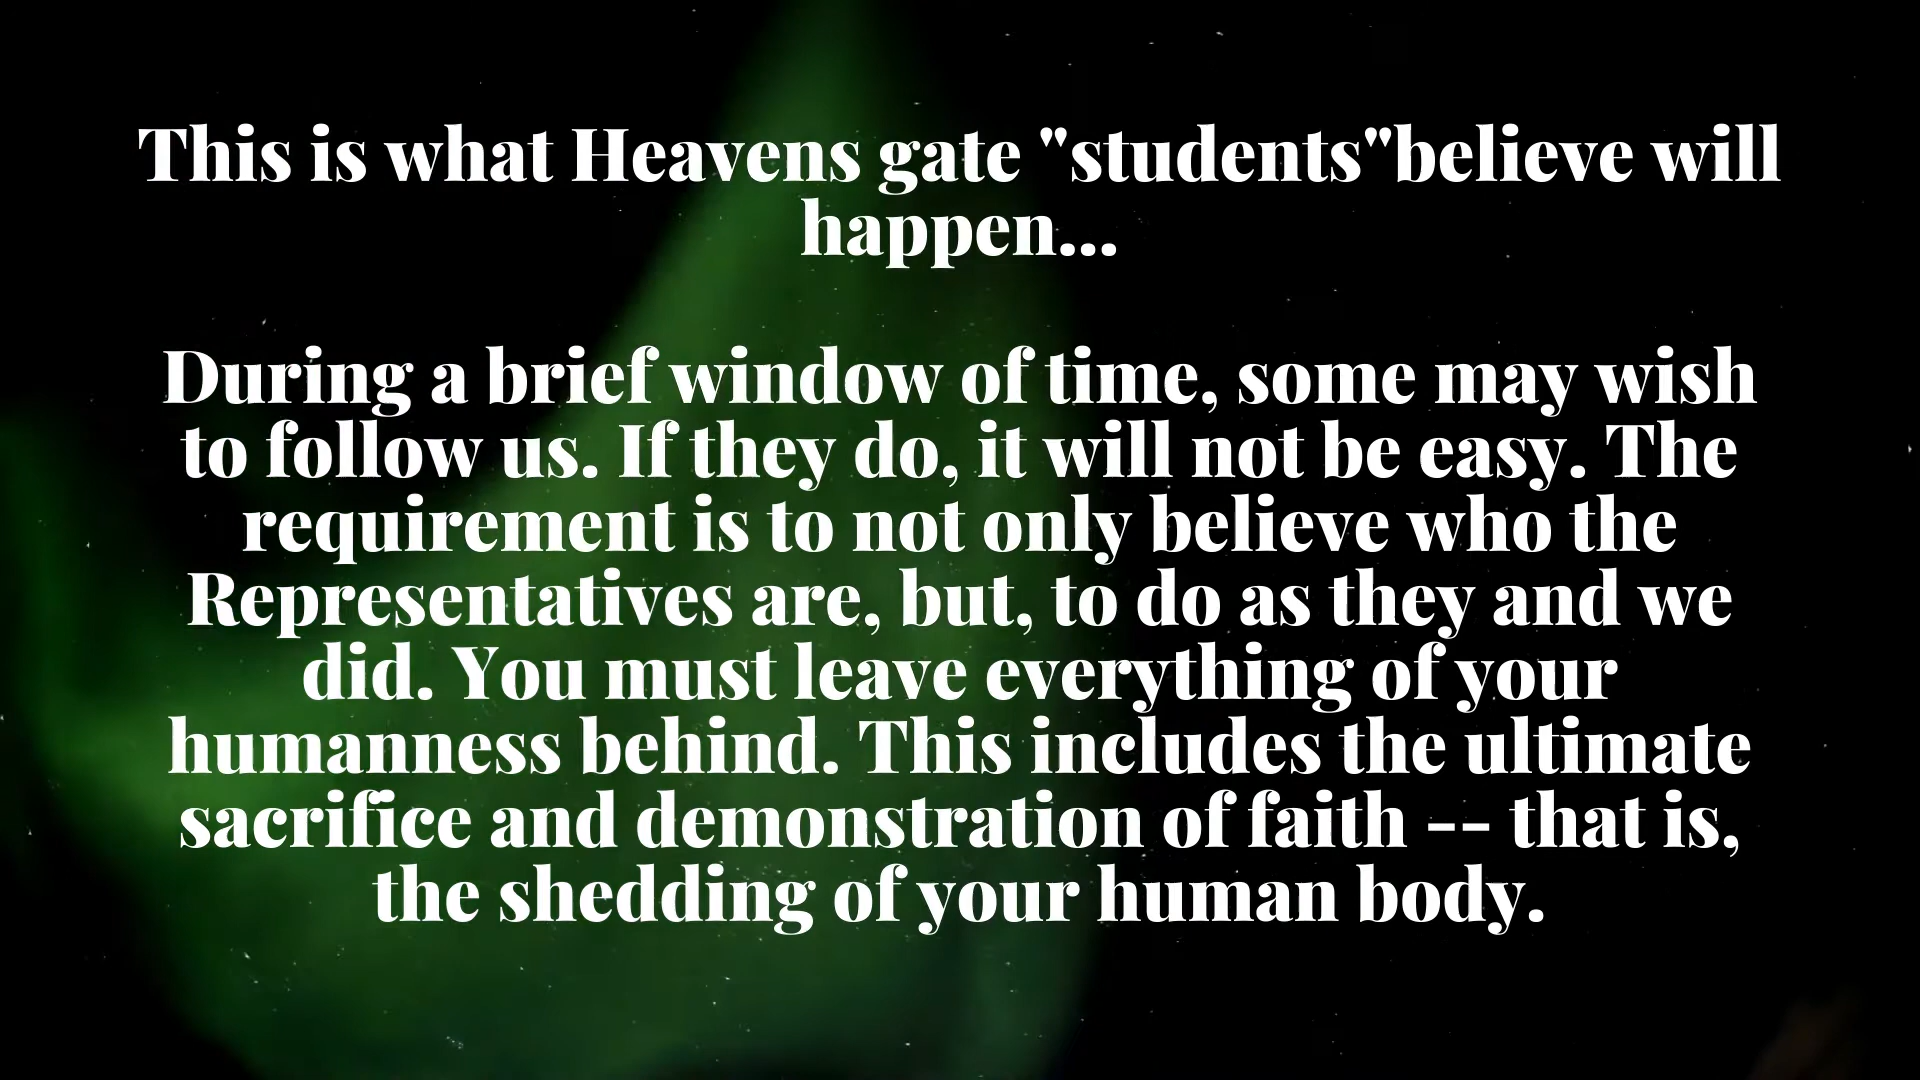 This is what Heavens gate "students"believe will
happen...
During a brief window of time, some may wish
to follow us. If they do, it will not be easy. The
requirement is to not only believe who the
Representatives are, but, to do as they and we
did. You must leave everything of your
humanness behind. This includes the ultimate
sacrifice and demonstration of faith -- that is,
the shedding of your human body.